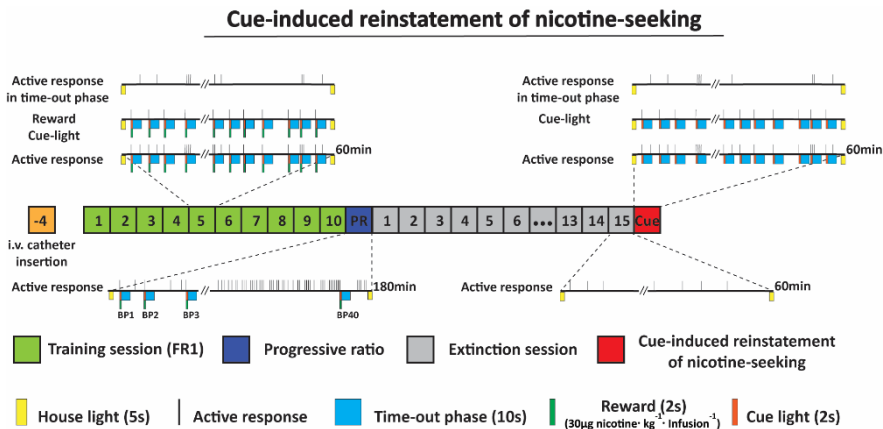 Cue-induced reinstatement of nicotine-seeking
Active response
in time-out phase
Reward
Cue-light
Active response
60min
Active response
in time-out phase
Cue-light
Active response
60min
-4
1 2 3 4 5 6 7 8 9 10 PR 1 2 3 4 5 6 ••• 13 14 15 Cue
i.v. catheter
insertion
Active response
180min
BP1 BP2 BP3 BP40
Active response
60min
Training session (FR1)
Progressive ratio
Extinction session
Cue-induced reinstatement
of nicotine-seeking
House light (5s)
Active response
Time-out phase (10s)
Reward (2s)
(30µg nicotine· kg⁻¹· Infusion⁻¹)
Cue light (2s)